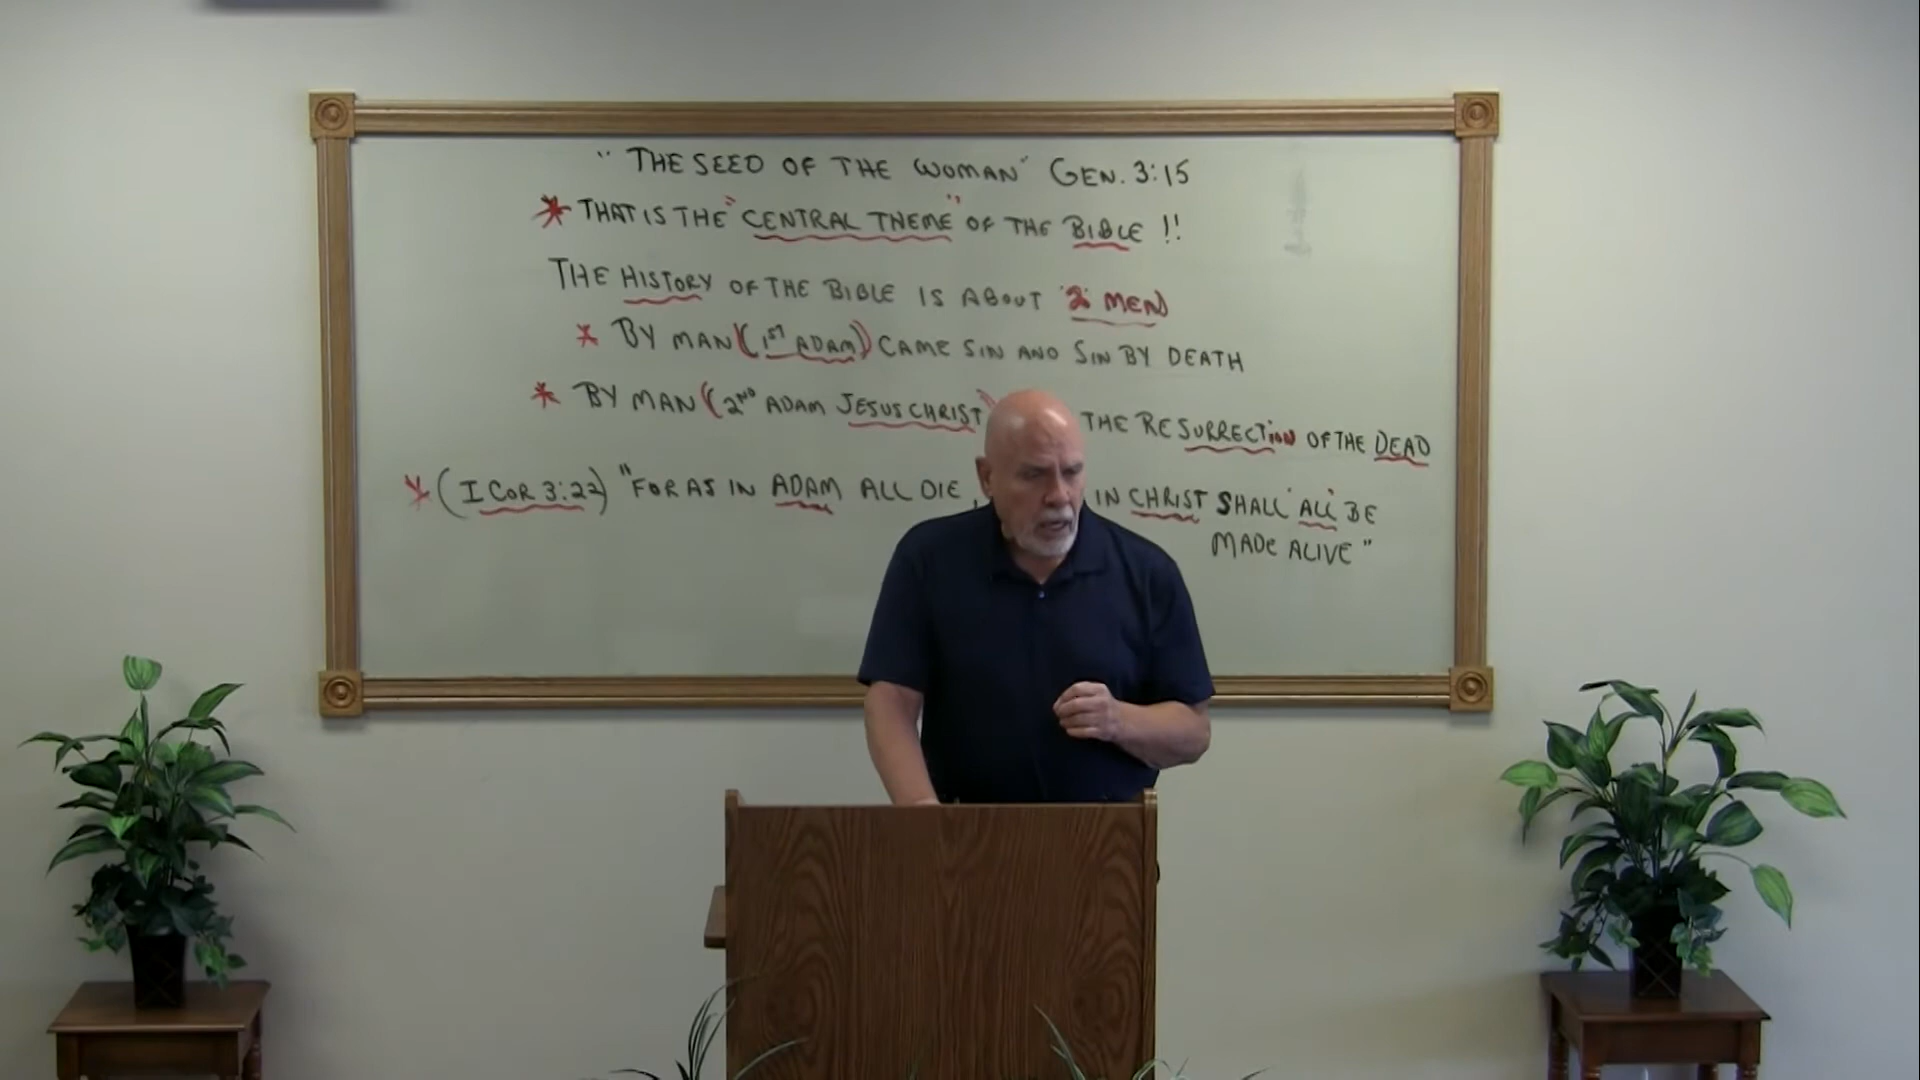 "THE SEED OF THE WOMAN" GEN. 3:15
* THAT IS THE "CENTRAL THEME" OF THE BIBLE !!
THE HISTORY OF THE BIBLE IS ABOUT "2" MEN
* BY MAN (1ST ADAM) CAME SIN AND SIN BY DEATH
* BY MAN (2ND ADAM JESUS CHRIST) THE RESURRECTION OF THE DEAD
* (I COR 3:22) "FOR AS IN ADAM ALL DIE, IN CHRIST SHALL "ALL" BE
MADE ALIVE"